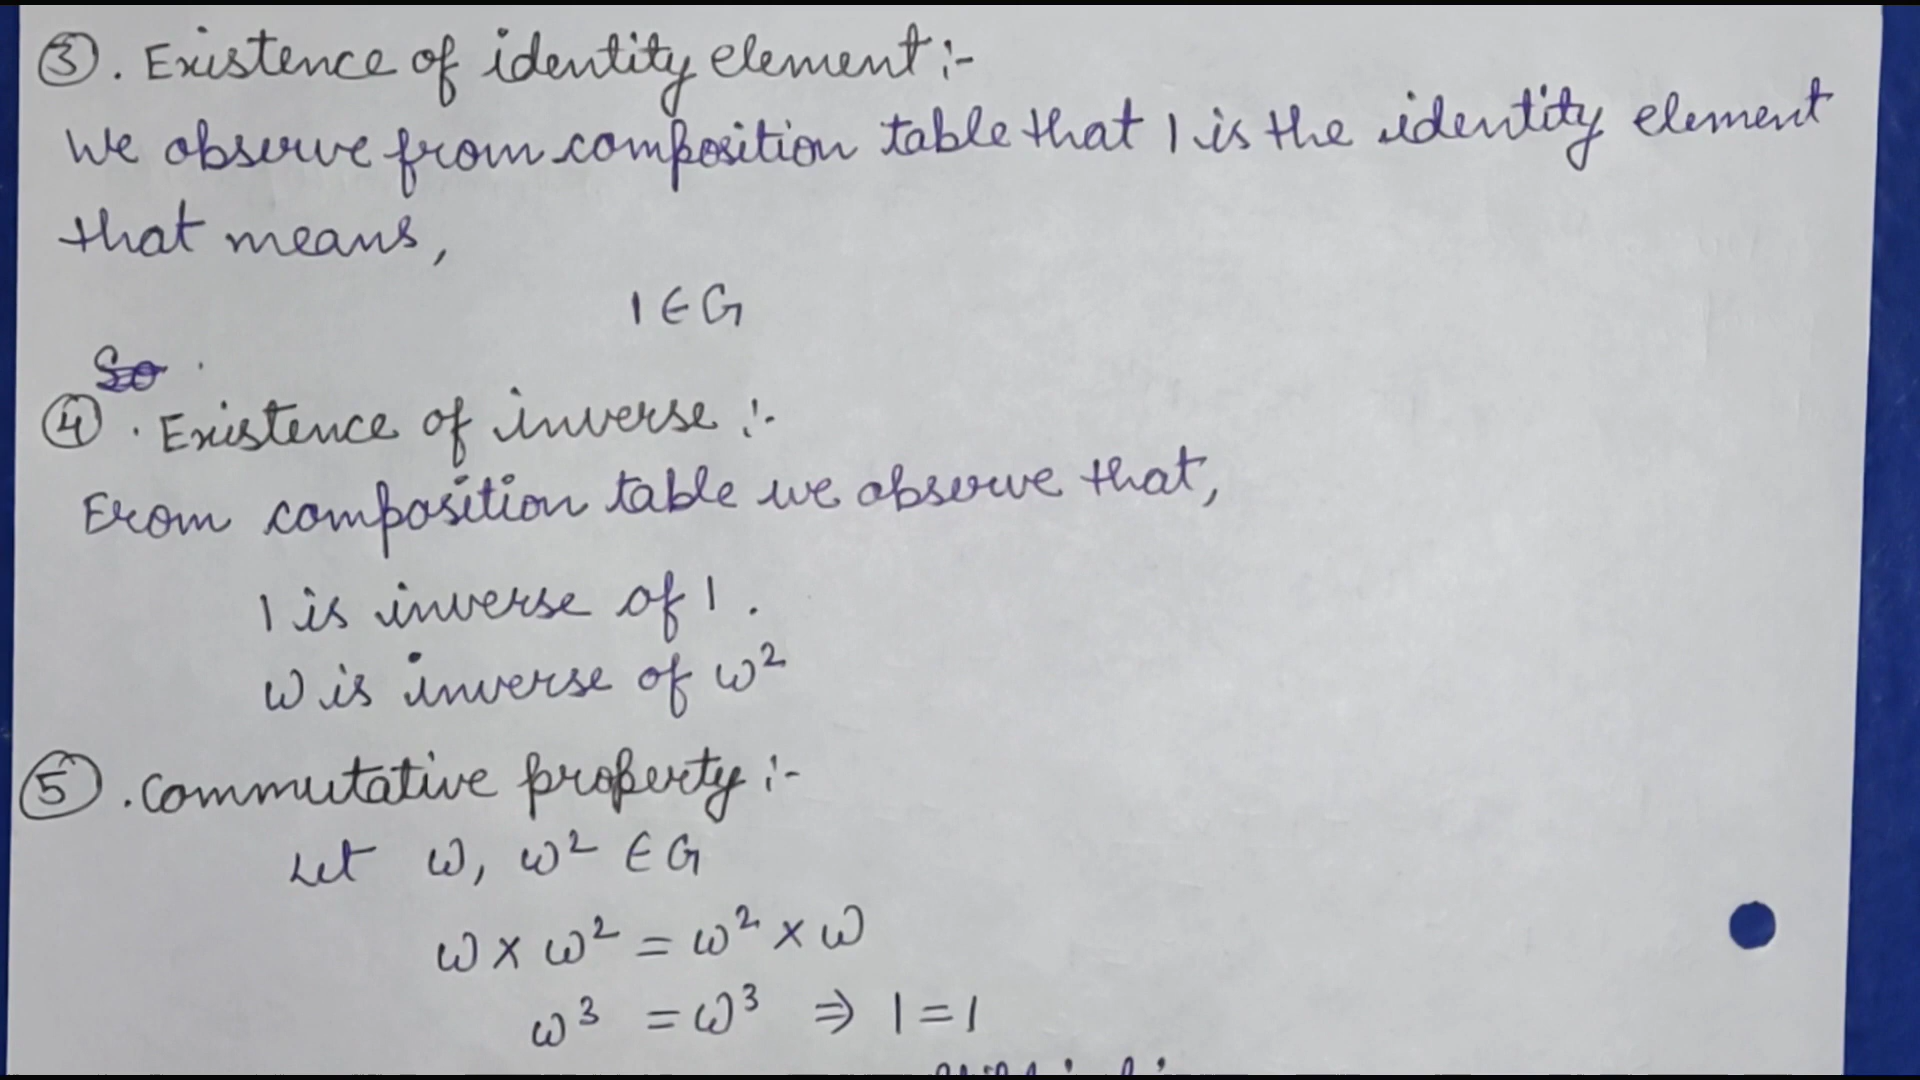 ③. Existence of identity element :-
We observe from composition table that 1 is the identity element
that means,
1 ∈ G
So
④. Existence of inverse :-
From composition table we observe that,
1 is inverse of 1.
ω is inverse of ω²
⑤. Commutative property :-
Let ω, ω² ∈ G
ω × ω² = ω² × ω
ω³ = ω³ ⇒ 1 = 1